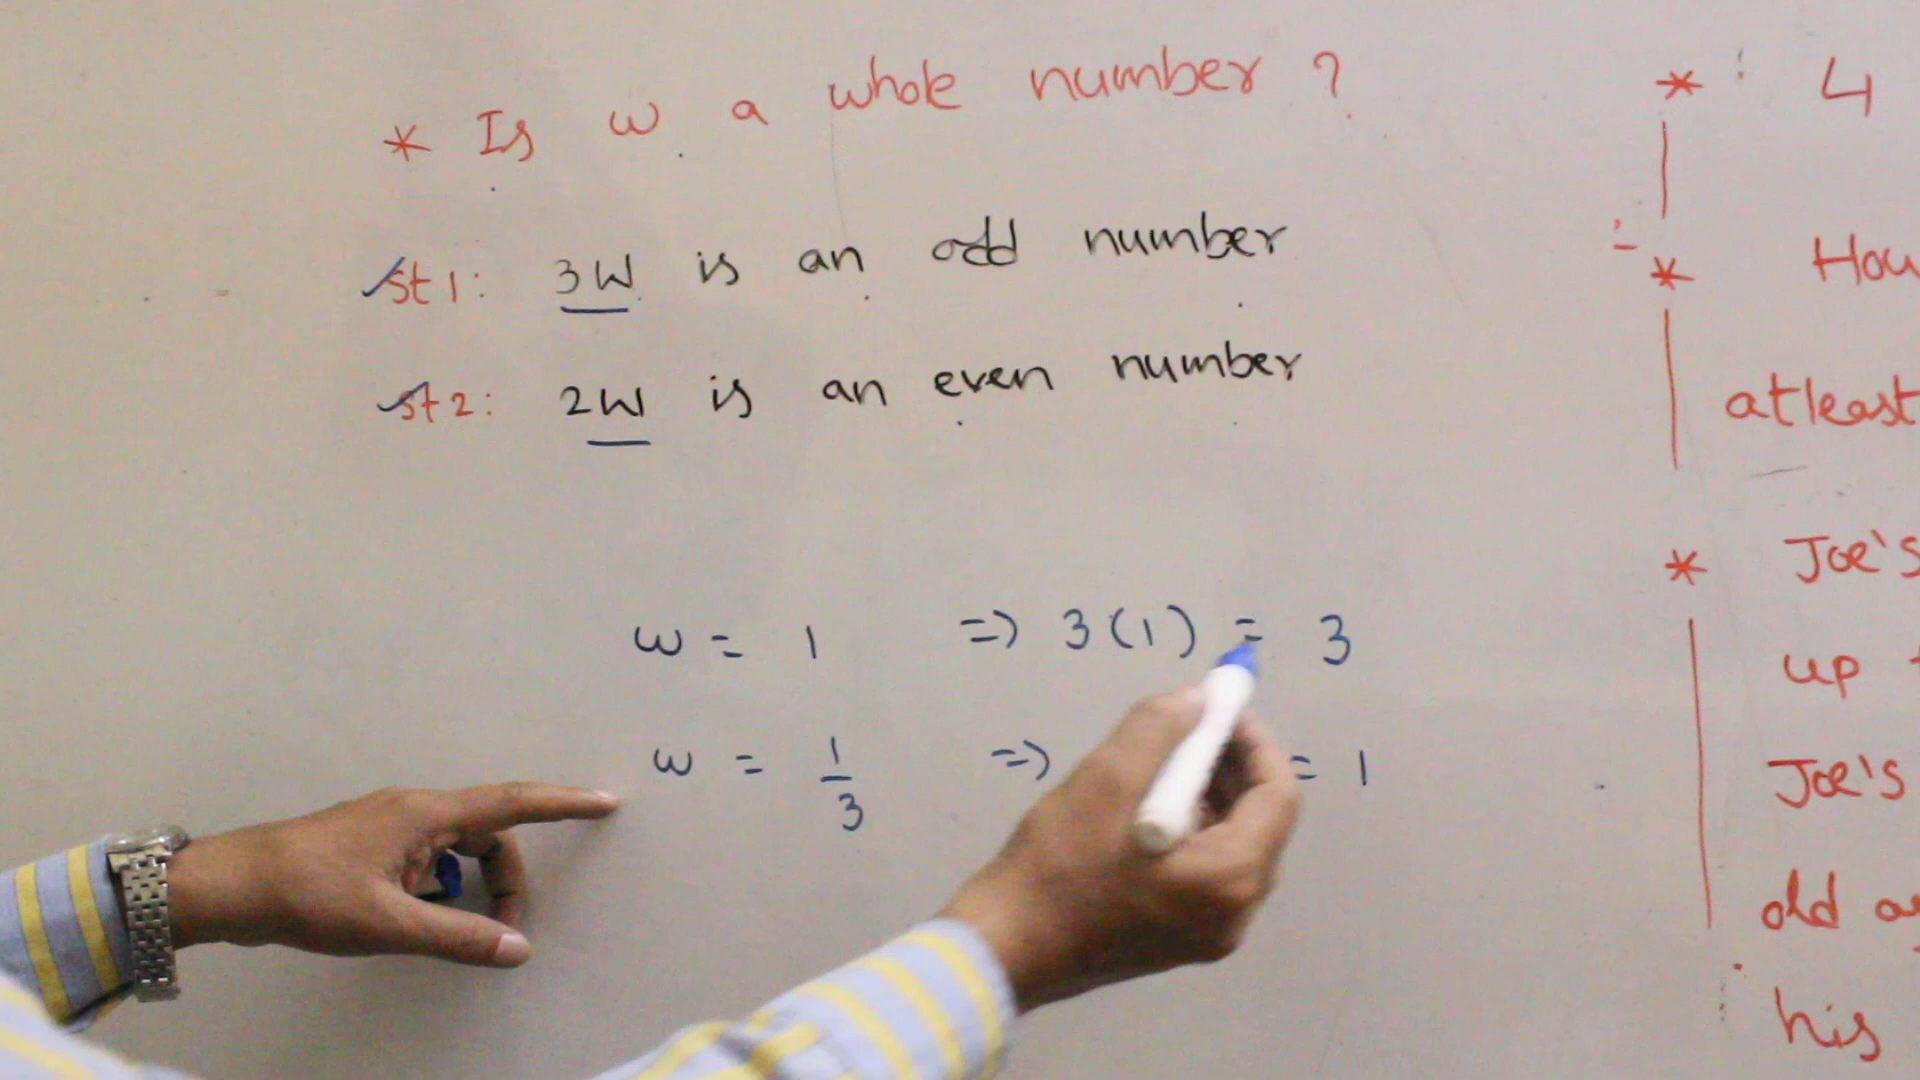 * Is w a whole number ?
St 1: 3W is an odd number
St 2: 2W is an even number
w = 1 => 3(1) = 3
w = 1/3 => = 1
* 4
* How
atleast
* Joe's
up
Joe's
old
his